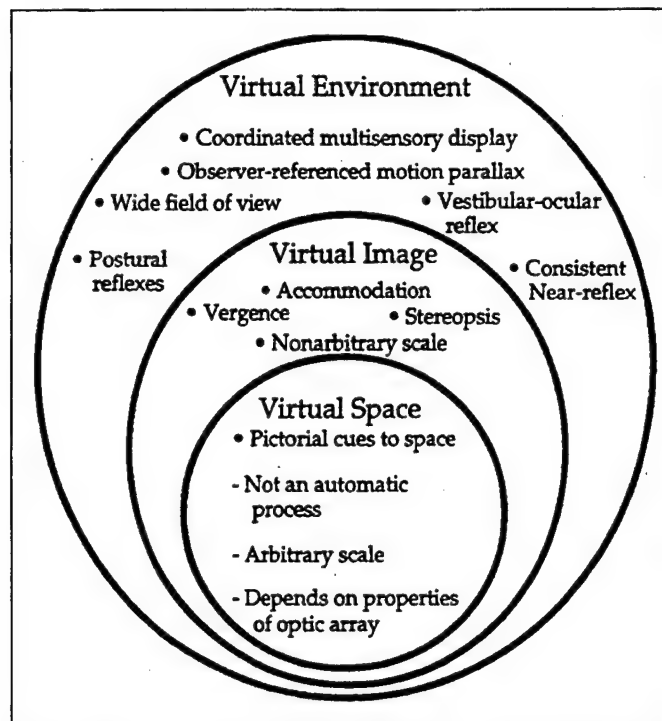 Virtual Environment
• Coordinated multisensory display
• Observer-referenced motion parallax
• Wide field of view
• Vestibular-ocular
reflex
• Postural
reflexes
• Consistent
Near-reflex
Virtual Image
• Accommodation
• Vergence
• Stereopsis
• Nonarbitrary scale
Virtual Space
• Pictorial cues to space
- Not an automatic
process
- Arbitrary scale
- Depends on properties
of optic array